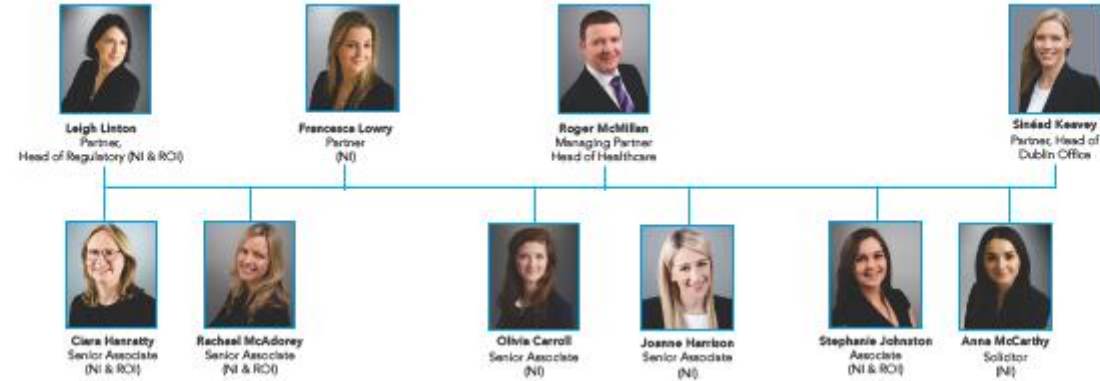 Leigh Linton
Partner,
Head of Regulatory (NI & ROI)
Francesca Lowry
Partner
(NI)
Roger McMillan
Managing Partner
Head of Healthcare
Sinéad Keavey
Partner, Head of
Dublin Office
Ciara Hanratty
Senior Associate
(NI & ROI)
Rachael McAdorey
Senior Associate
(NI & ROI)
Olivia Carroll
Senior Associate
(NI)
Joanne Harrison
Senior Associate
(NI)
Stephanie Johnston
Associate
(NI & ROI)
Anna McCarthy
Solicitor
(NI)